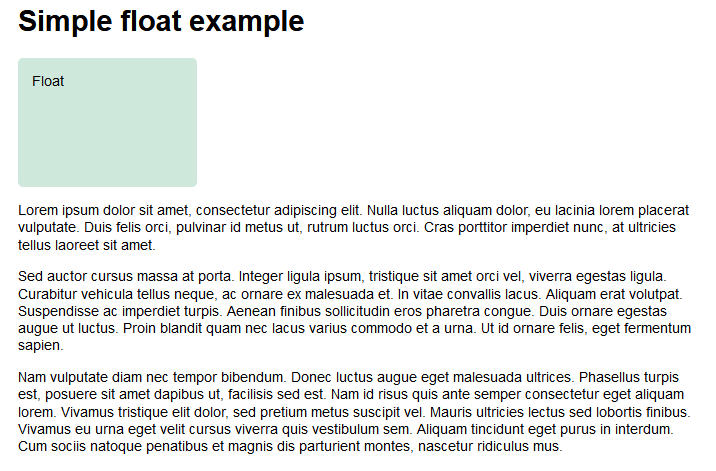 Simple float example
Float
Lorem ipsum dolor sit amet, consectetur adipiscing elit. Nulla luctus aliquam dolor, eu lacinia lorem placerat
vulputate. Duis felis orci, pulvinar id metus ut, rutrum luctus orci. Cras porttitor imperdiet nunc, at ultricies
tellus laoreet sit amet.
Sed auctor cursus massa at porta. Integer ligula ipsum, tristique sit amet orci vel, viverra egestas ligula.
Curabitur vehicula tellus neque, ac ornare ex malesuada et. In vitae convallis lacus. Aliquam erat volutpat.
Suspendisse ac imperdiet turpis. Aenean finibus sollicitudin eros pharetra congue. Duis ornare egestas
augue ut luctus. Proin blandit quam nec lacus varius commodo et a urna. Ut id ornare felis, eget fermentum
sapien.
Nam vulputate diam nec tempor bibendum. Donec luctus augue eget malesuada ultrices. Phasellus turpis
est, posuere sit amet dapibus ut, facilisis sed est. Nam id risus quis ante semper consectetur eget aliquam
lorem. Vivamus tristique elit dolor, sed pretium metus suscipit vel. Mauris ultricies lectus sed lobortis finibus.
Vivamus eu urna eget velit cursus viverra quis vestibulum sem. Aliquam tincidunt eget purus in interdum.
Cum sociis natoque penatibus et magnis dis parturient montes, nascetur ridiculus mus.